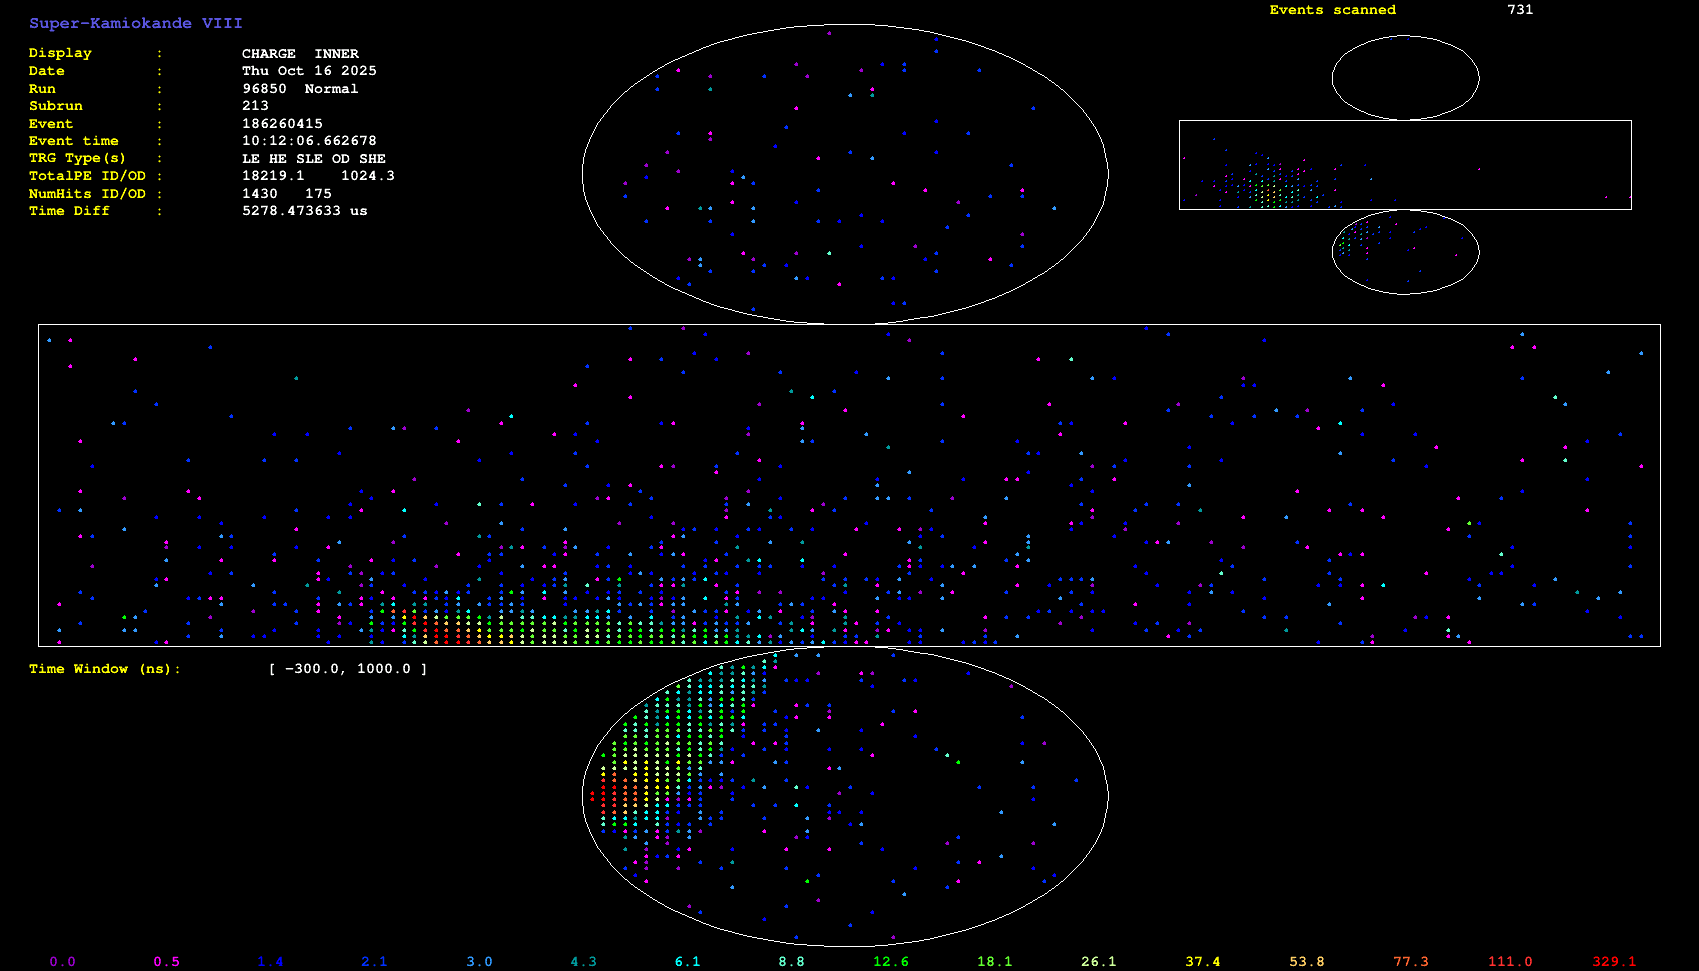 Super-Kamiokande VIII
Events scanned 731
Display : CHARGE INNER
Date : Thu Oct 16 2025
Run : 96850 Normal
Subrun : 213
Event : 186260415
Event time : 10:12:06.662678
TRG Type(s) : LE HE SLE OD SHE
TotalPE ID/OD : 18219.1 1024.3
NumHits ID/OD : 1430 175
Time Diff : 5278.473633 us
Time Window (ns): [ -300.0, 1000.0 ]
0.0 0.5 1.4 2.1 3.0 4.3 6.1 8.8 12.6 18.1 26.1 37.4 53.8 77.3 111.0 329.1